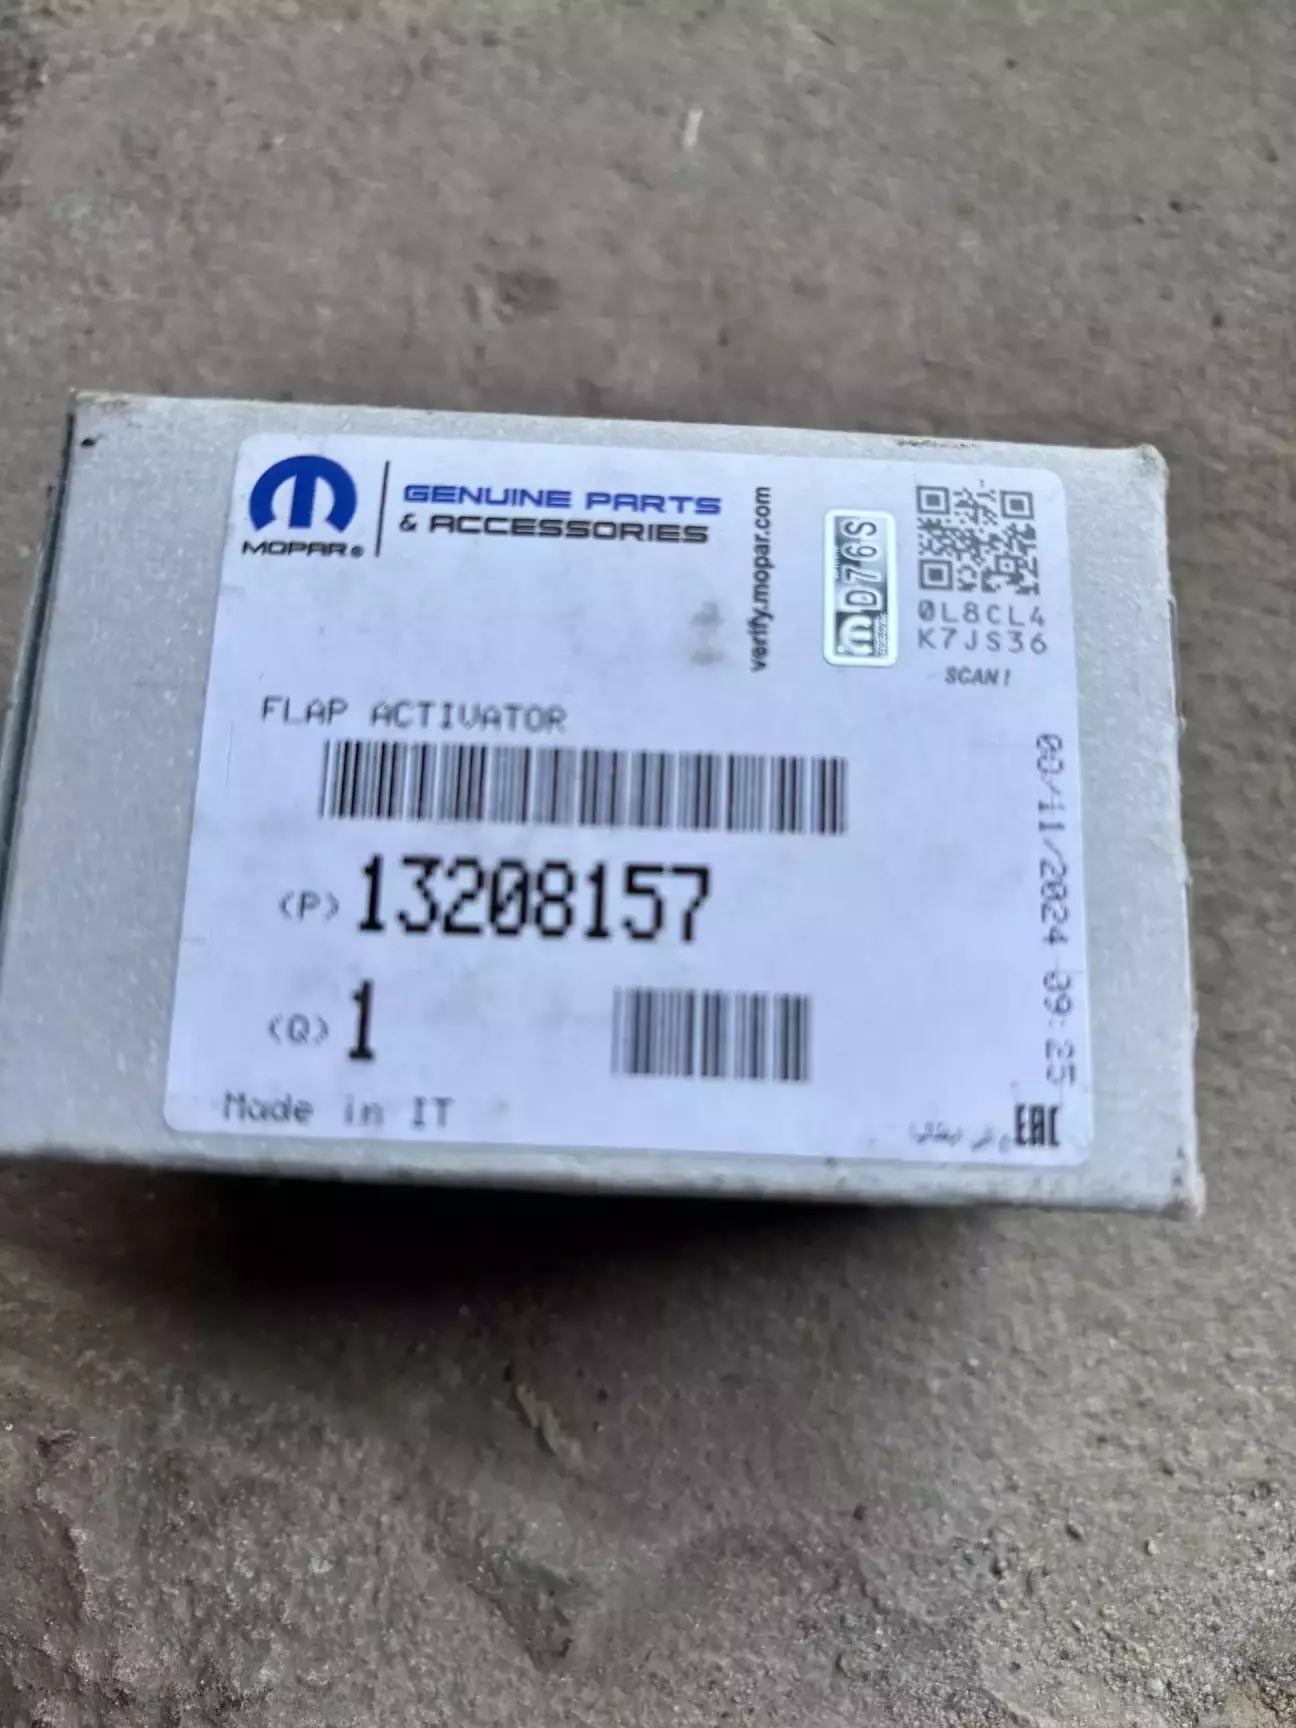 MOPAR®
GENUINE PARTS
& ACCESSORIES
verify.mopar.com
D76S
0L8CL4
K7JS36
SCAN!
FLAP ACTIVATOR
(P) 13208157
(Q) 1
Made in IT
/11/2024 09:25
EAC